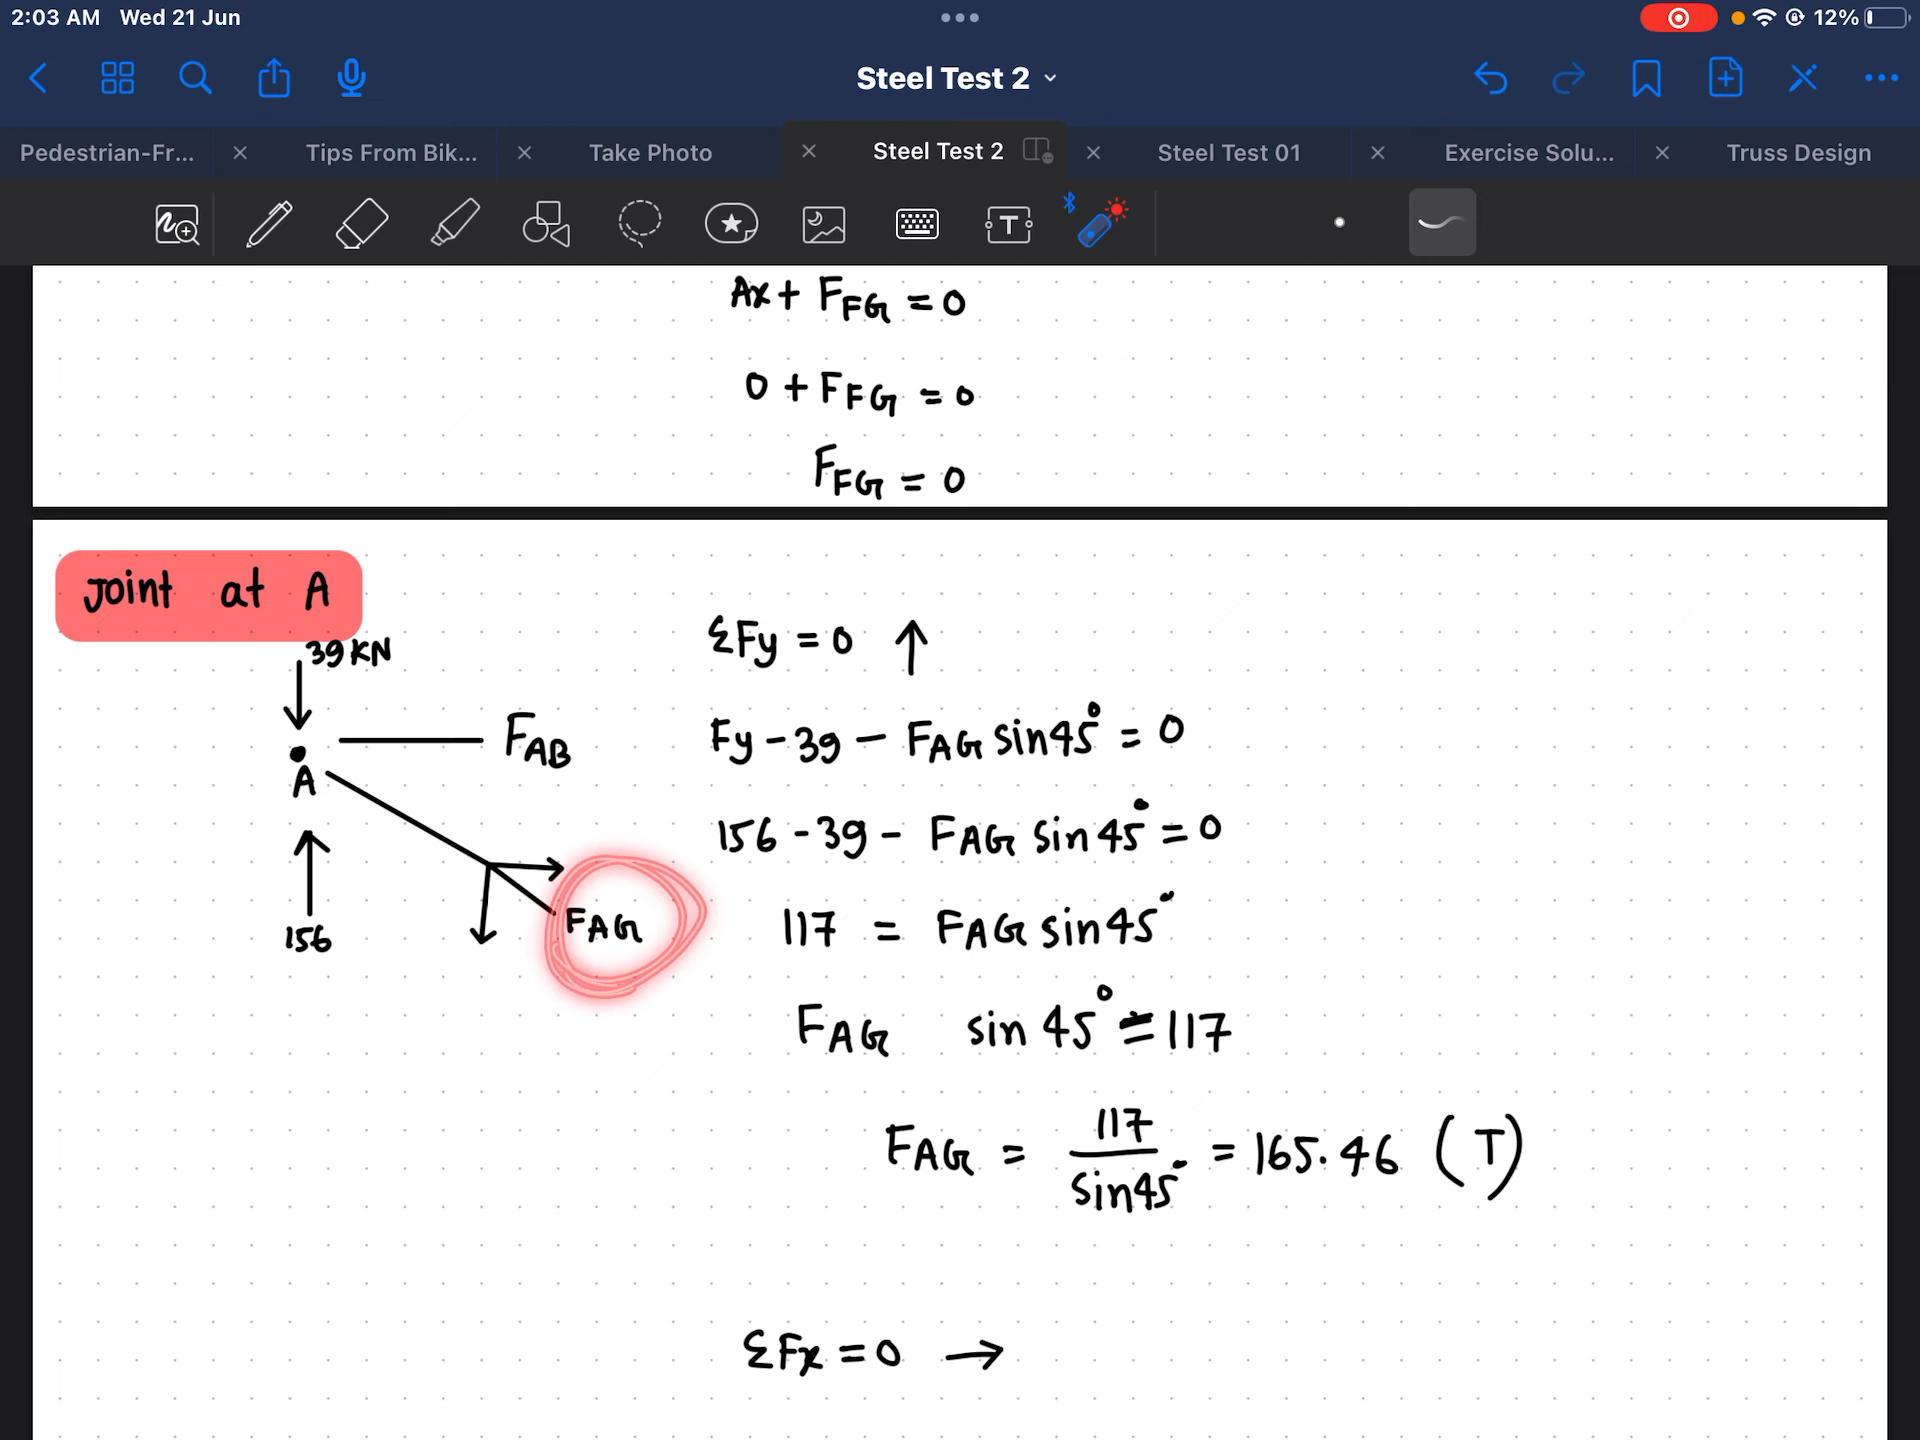 2:03 AM Wed 21 Jun
12%
Steel Test 2
Pedestrian-Fr...
Tips From Bik...
Take Photo
Steel Test 2
Steel Test 01
Exercise Solu...
Truss Design
T
Ax + FFG = 0
0 + FFG = 0
FFG = 0
Joint at A
39 KN
FAB
A
156
FAG
ΣFy = 0 ↑
Fy - 39 - FAG sin45° = 0
156 - 39 - FAG sin 45° = 0
117 = FAG sin45°
FAG sin 45° = 117
FAG = 117/sin45° = 165.46 (T)
ΣFx = 0 →